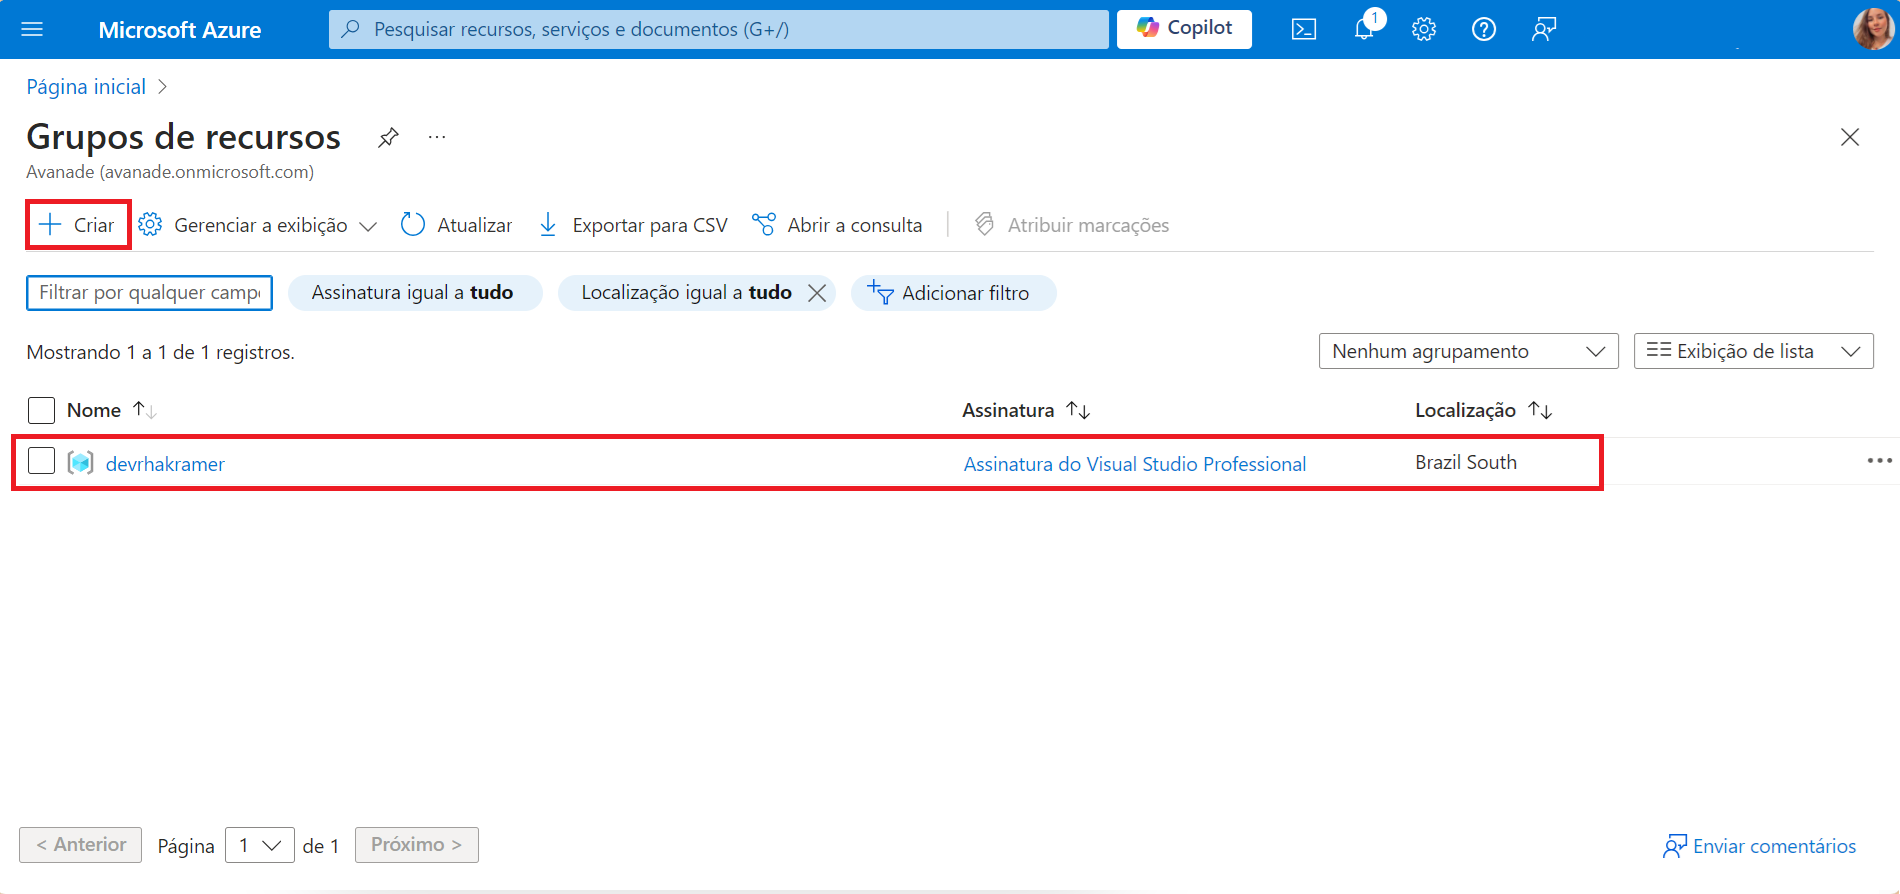 Microsoft Azure
Pesquisar recursos, serviços e documentos (G+/)
Copilot
1
Página inicial >
Grupos de recursos
Avanade (avanade.onmicrosoft.com)
Criar
Gerenciar a exibição
Atualizar
Exportar para CSV
Abrir a consulta
Atribuir marcações
Filtrar por qualquer campo
Assinatura igual a tudo
Localização igual a tudo
Adicionar filtro
Mostrando 1 a 1 de 1 registros.
Nenhum agrupamento
Exibição de lista
Nome
Assinatura
Localização
devrhakramer
Assinatura do Visual Studio Professional
Brazil South
< Anterior
Página
1
de 1
Próximo >
Enviar comentários